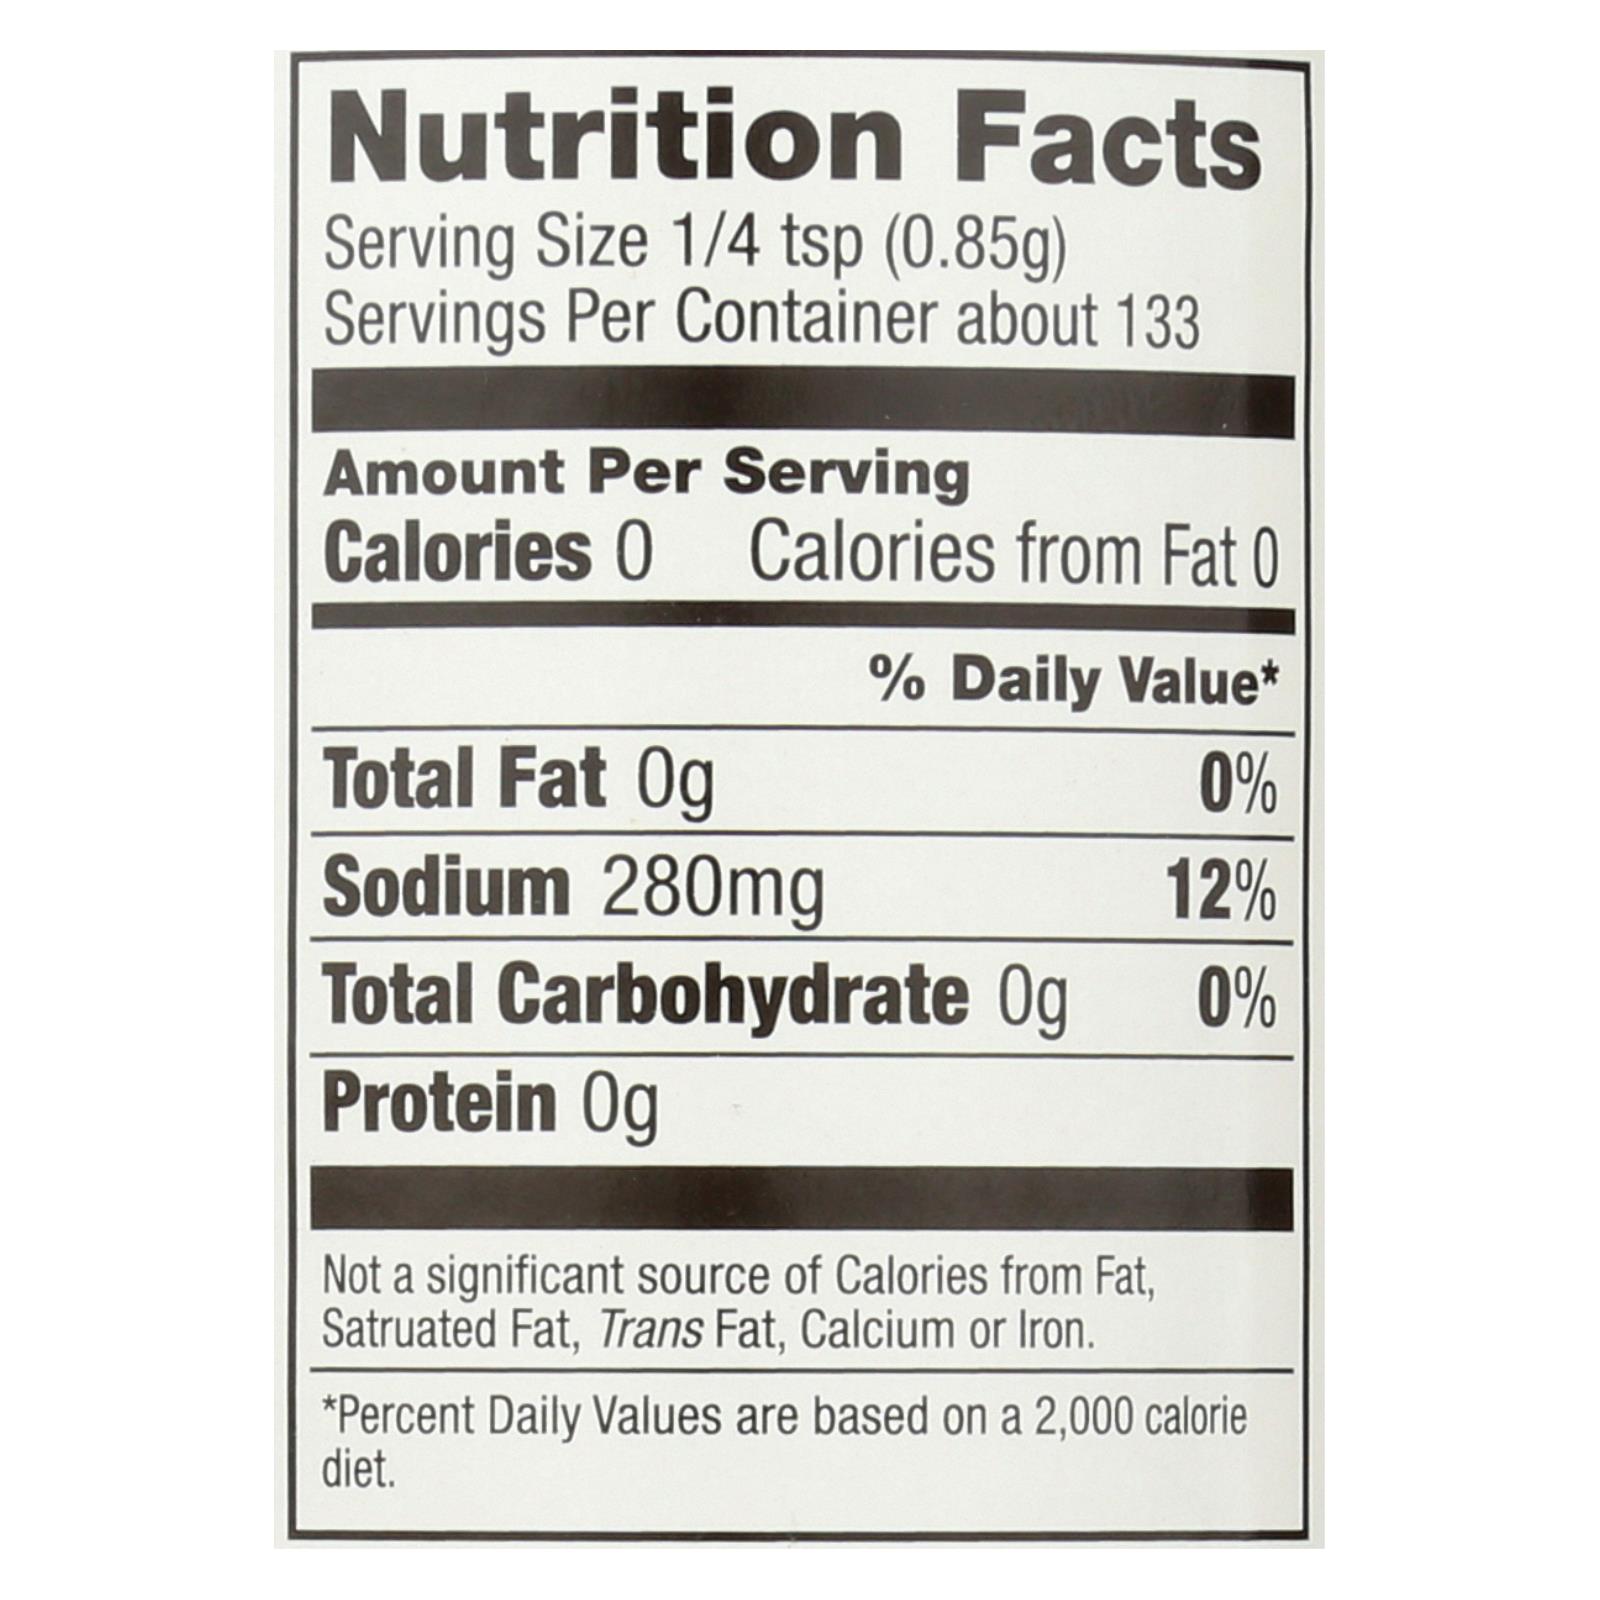 Nutrition Facts
Serving Size 1/4 tsp (0.85g)
Servings Per Container about 133
Amount Per Serving
Calories 0 Calories from Fat 0
% Daily Value*
Total Fat 0g 0%
Sodium 280mg 12%
Total Carbohydrate 0g 0%
Protein 0g
Not a significant source of Calories from Fat,
Satruated Fat, Trans Fat, Calcium or Iron.
*Percent Daily Values are based on a 2,000 calorie
diet.